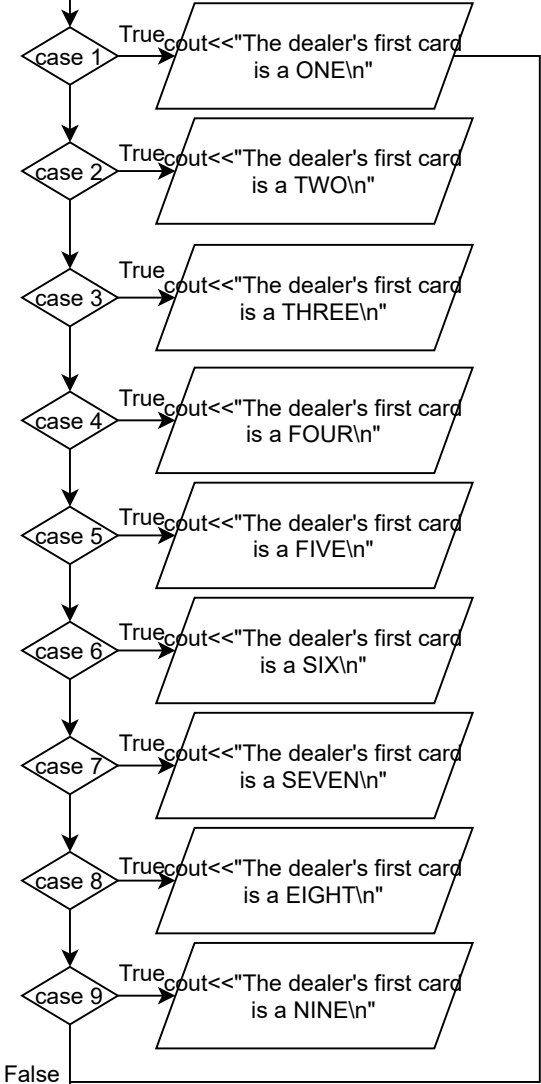 True
case 1
cout<<"The dealer's first card
is a ONE\n"
True
case 2
cout<<"The dealer's first card
is a TWO\n"
True
case 3
cout<<"The dealer's first card
is a THREE\n"
True
case 4
cout<<"The dealer's first card
is a FOUR\n"
True
case 5
cout<<"The dealer's first card
is a FIVE\n"
True
case 6
cout<<"The dealer's first card
is a SIX\n"
True
case 7
cout<<"The dealer's first card
is a SEVEN\n"
True
case 8
cout<<"The dealer's first card
is a EIGHT\n"
True
case 9
cout<<"The dealer's first card
is a NINE\n"
False